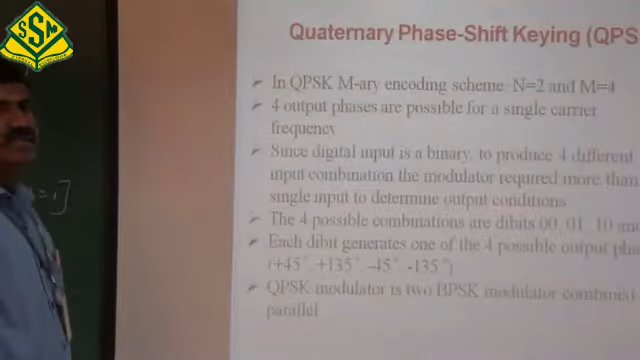 SSM
Quaternary Phase-Shift Keying (QPS
In QPSK M-ary encoding scheme, N=2 and M=4
4 output phases are possible for a single carrier
frequency
Since digital input is a binary, to produce 4 different
input combination the modulator required more than
single input to determine output conditions
The 4 possible combinations are dibits 00, 01, 10 and
Each dibit generates one of the 4 possible output pha
(+45°, +135°, -45°, -135°)
QPSK modulator is two BPSK modulator combined
parallel